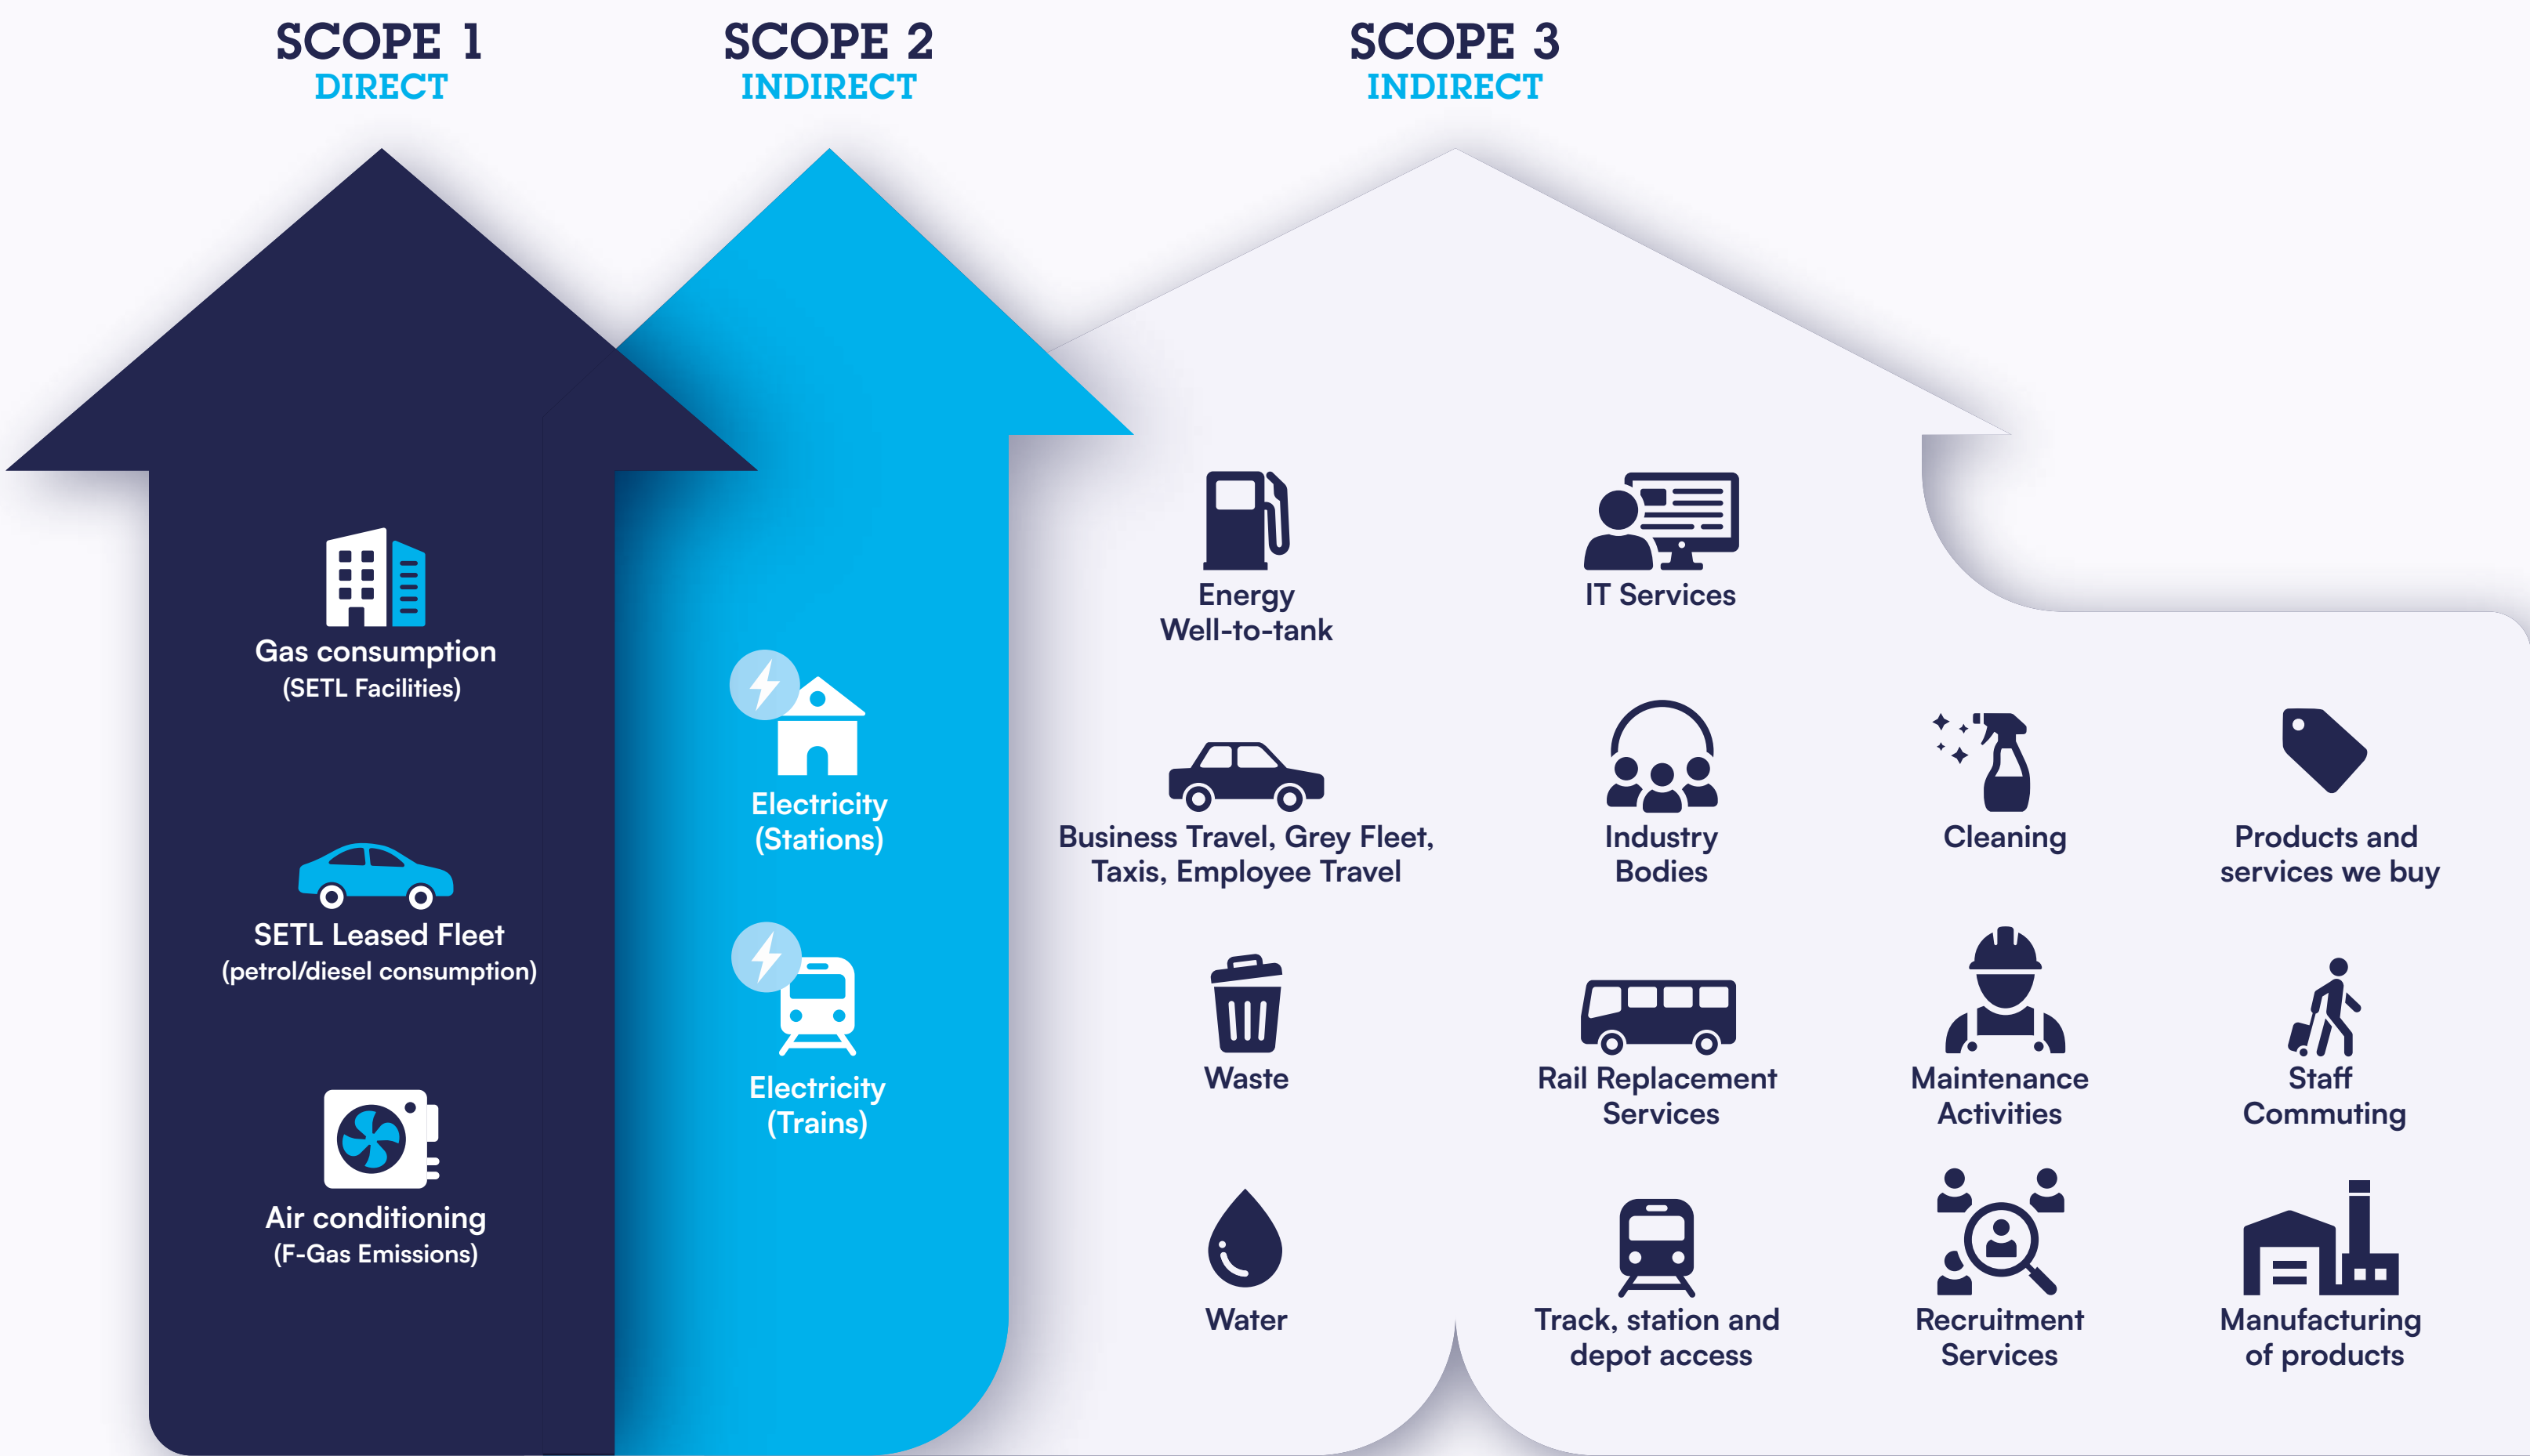 SCOPE 1
DIRECT
SCOPE 2
INDIRECT
SCOPE 3
INDIRECT
Gas consumption
(SETL Facilities)
SETL Leased Fleet
(petrol/diesel consumption)
Air conditioning
(F-Gas Emissions)
Electricity
(Stations)
Electricity
(Trains)
Energy
Well-to-tank
IT Services
Business Travel, Grey Fleet,
Taxis, Employee Travel
Industry
Bodies
Cleaning
Products and
services we buy
Waste
Rail Replacement
Services
Maintenance
Activities
Staff
Commuting
Water
Track, station and
depot access
Recruitment
Services
Manufacturing
of products